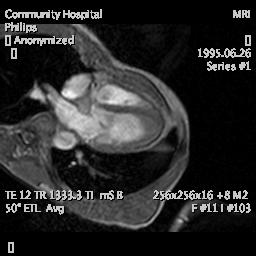 Community Hospital
MRI
Philips
[] Anonymized
[]
[]
1995.06.26
Series #1
TE 12 TR 1333.3 TI mS B
256x256x16 +8 M2
50° ETL Avg
F #11 I #103
[]